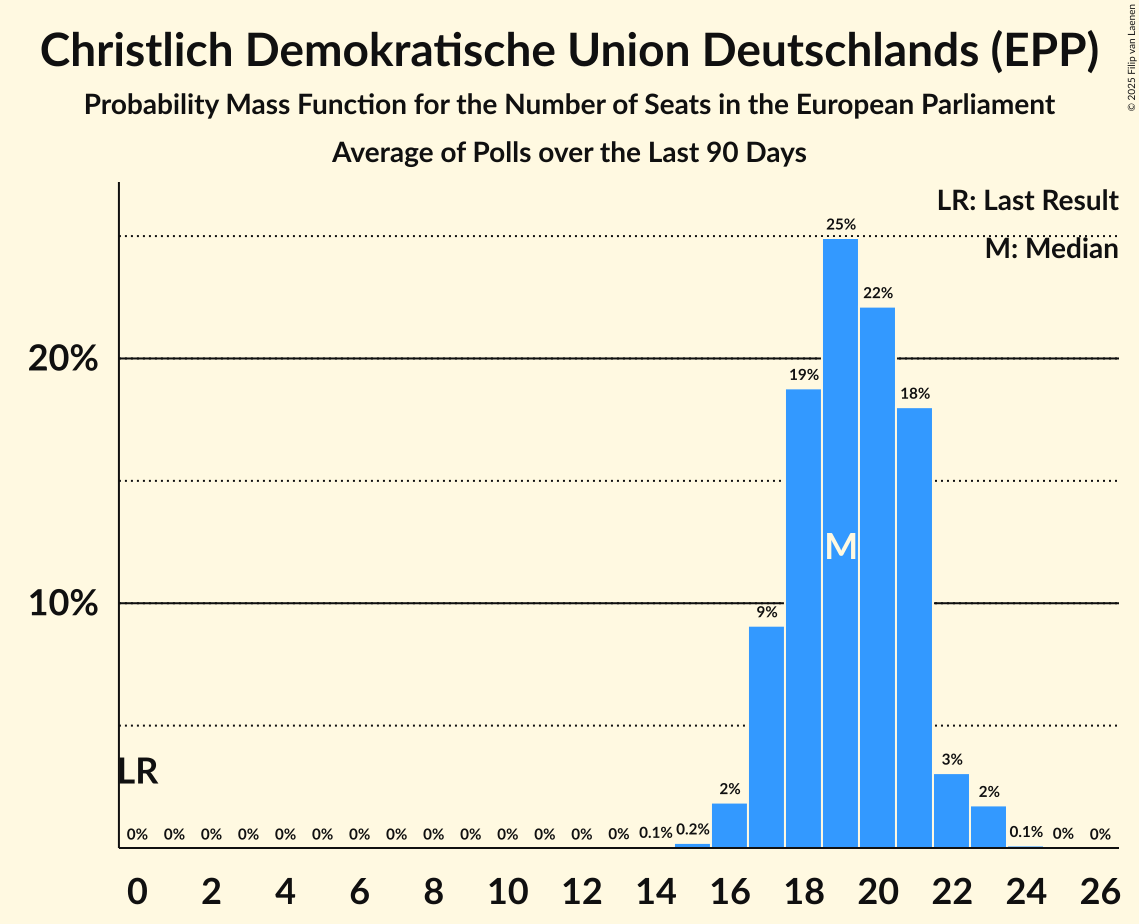 Christlich Demokratische Union Deutschlands (EPP)
Probability Mass Function for the Number of Seats in the European Parliament
Average of Polls over the Last 90 Days
© 2025 Filip van Laenen
LR: Last Result
M: Median
25%
22%
20%
19%
18%
M
10%
9%
LR
3%
2%
2%
0% 0% 0% 0% 0% 0% 0% 0% 0% 0% 0% 0% 0% 0% 0.1% 0.2% 0.1% 0% 0%
0 2 4 6 8 10 12 14 16 18 20 22 24 26